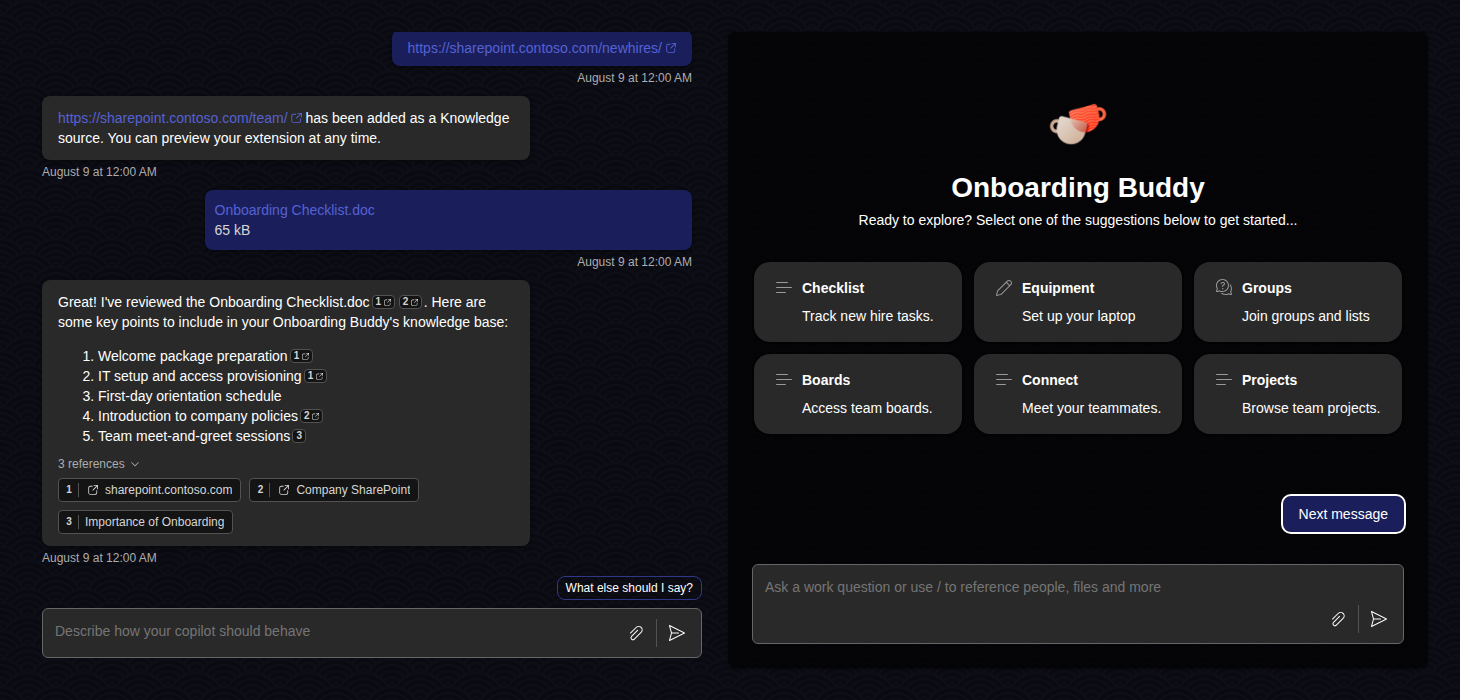 https://sharepoint.contoso.com/newhires/
August 9 at 12:00 AM
https://sharepoint.contoso.com/team/ has been added as a Knowledge
source. You can preview your extension at any time.
August 9 at 12:00 AM
Onboarding Checklist.doc
65 kB
August 9 at 12:00 AM
Great! I've reviewed the Onboarding Checklist.doc 1 2 . Here are
some key points to include in your Onboarding Buddy's knowledge base:
1. Welcome package preparation 1
2. IT setup and access provisioning 1
3. First-day orientation schedule
4. Introduction to company policies 2
5. Team meet-and-greet sessions 3
3 references
1 sharepoint.contoso.com 2 Company SharePoint
3 Importance of Onboarding
August 9 at 12:00 AM
What else should I say?
Describe how your copilot should behave
Onboarding Buddy
Ready to explore? Select one of the suggestions below to get started...
Checklist
Track new hire tasks.
Equipment
Set up your laptop
Groups
Join groups and lists
Boards
Access team boards.
Connect
Meet your teammates.
Projects
Browse team projects.
Next message
Ask a work question or use / to reference people, files and more